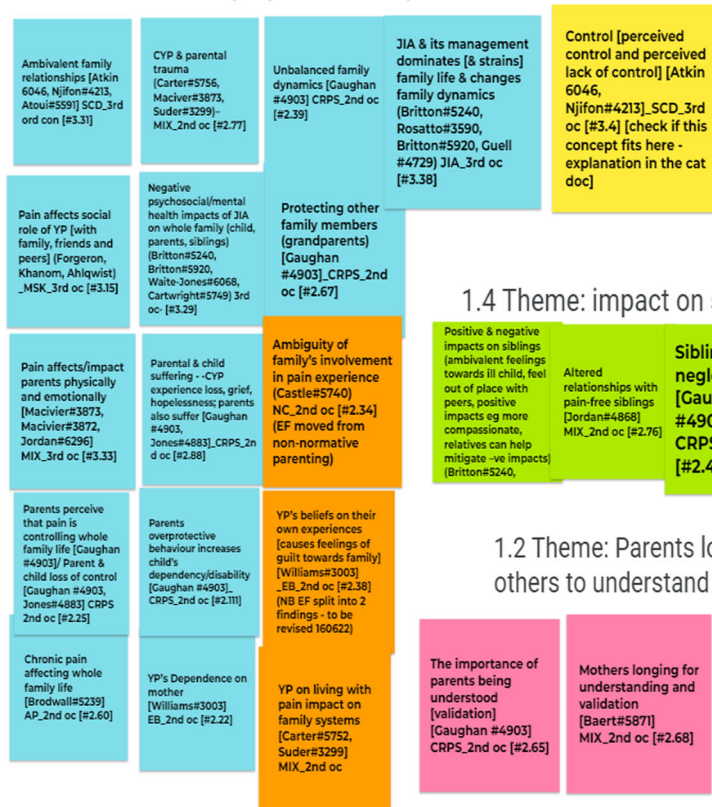 Ambivalent family
relationships [Atkin
6046, Njifon#4213,
Atoui#5591] SCD_3rd
ord con [#3.31]
CYP & parental
trauma
(Carter#5756,
Maciver#3873,
Suder#3299)–
MIX_2nd oc [#2.77]
Unbalanced family
dynamics [Gaughan
#4903] CRPS_2nd oc
[#2.39]
JIA & its management
dominates [& strains]
family life & changes
family dynamics
(Britton#5240,
Rosatto#3590,
Britton#5920, Guell
#4729) JIA_3rd oc
[#3.38]
Control [perceived
control and perceived
lack of control] [Atkin
6046,
Njifon#4213]_SCD_3rd
oc [#3.4] [check if this
concept fits here -
explanation in the cat
doc]
Pain affects social
role of YP [with
family, friends and
peers] (Forgeron,
Khanom, Ahlqwist)
_MSK_3rd oc [#3.15]
Negative
psychosocial/mental
health impacts of JIA
on whole family (child,
parents, siblings)
(Britton#5240,
Britton#5920,
Waite-Jones#6068,
Cartwright#5749) 3rd
oc- [#3.29]
Protecting other
family members
(grandparents)
[Gaughan
#4903]_CRPS_2nd
oc [#2.67]
1.4 Theme: impact on
Pain affects/impact
parents physically
and emotionally
[Macivier#3873,
Macivier#3872,
Jordan#6296]
MIX_3rd oc [#3.33]
Parental & child
suffering - -CYP
experience loss, grief,
hopelessness; parents
also suffer [Gaughan
#4903,
Jones#4883]_CRPS_2n
d oc [#2.88]
Ambiguity of
family's involvement
in pain experience
(Castle#5740)
NC_2nd oc [#2.34]
(EF moved from
non-normative
parenting)
Positive & negative
impacts on siblings
(ambivalent feelings
towards ill child, feel
out of place with
peers, positive
impacts eg more
compassionate,
relatives can help
mitigate -ve impacts)
(Britton#5240,
Altered
relationships with
pain-free siblings
[Jordan#4868]
MIX_2nd oc [#2.76]
Siblin
negle
[Gau
#490
CRPS
[#2.4
Parents perceive
that pain is
controlling whole
family life [Gaughan
#4903]/ Parent &
child loss of control
[Gaughan #4903,
Jones#4883] CRPS
2nd oc [#2.25]
Parents
overprotective
behaviour increases
child's
dependency/disability
[Gaughan #4903]_
CRPS_2nd oc [#2.111]
YP's beliefs on their
own experiences
[causes feelings of
guilt towards family]
[Williams#3003]
_EB_2nd oc [#2.38]
(NB EF split into 2
findings - to be
revised 160622)
1.2 Theme: Parents lo
others to understand
Chronic pain
affecting whole
family life
[Brodwall#5239]
AP_2nd oc [#2.60]
YP's Dependence on
mother
[Williams#3003]
EB_2nd oc [#2.22]
YP on living with
pain impact on
family systems
[Carter#5752,
Suder#3299]
MIX_2nd oc
The importance of
parents being
understood
[validation]
[Gaughan #4903]
CRPS_2nd oc [#2.65]
Mothers longing for
understanding and
validation
[Baert#5871]
MIX_2nd oc [#2.68]